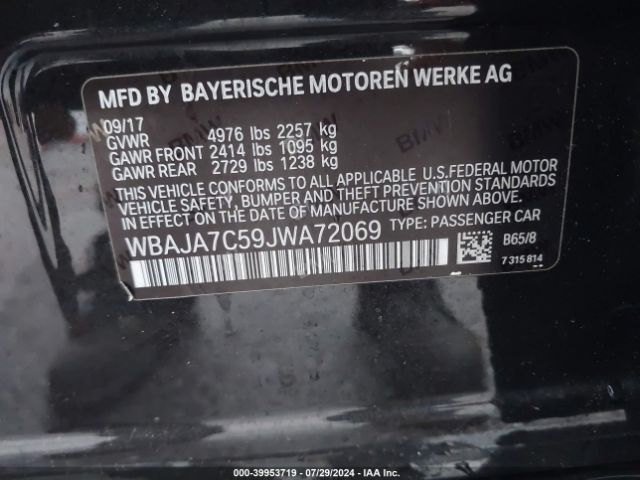 MFD BY BAYERISCHE MOTOREN WERKE AG
09/17
GVWR 4976 lbs 2257 kg
GAWR FRONT 2414 lbs 1095 kg
GAWR REAR 2729 lbs 1238 kg
THIS VEHICLE CONFORMS TO ALL APPLICABLE U.S.FEDERAL MOTOR
VEHICLE SAFETY, BUMPER AND THEFT PREVENTION STANDARDS
IN EFFECT ON THE DATE OF MANUFACTURE SHOWN ABOVE.
WBAJA7C59JWA72069 TYPE: PASSENGER CAR
B65/8
7 315 814
000-39953719 - 07/29/2024 - IAA Inc.